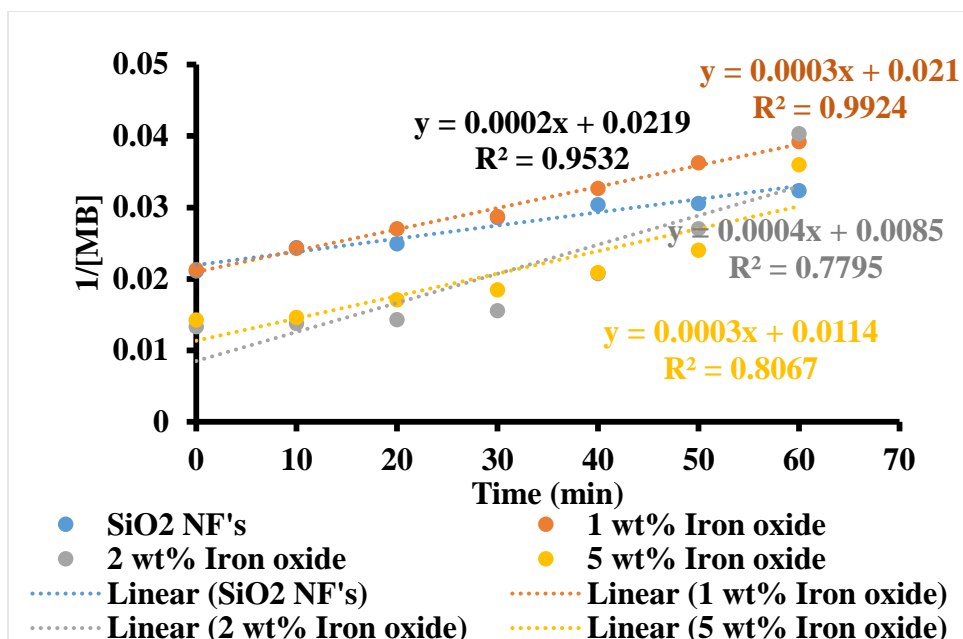 0.05
0.04
0.03
0.02
0.01
0
1/[MB]
y = 0.0003x + 0.021
R² = 0.9924
y = 0.0002x + 0.0219
R² = 0.9532
y = 0.0004x + 0.0085
R² = 0.7795
y = 0.0003x + 0.0114
R² = 0.8067
0 10 20 30 40 50 60 70
Time (min)
SiO2 NF's 1 wt% Iron oxide
2 wt% Iron oxide 5 wt% Iron oxide
Linear (SiO2 NF's) Linear (1 wt% Iron oxide)
Linear (2 wt% Iron oxide) Linear (5 wt% Iron oxide)